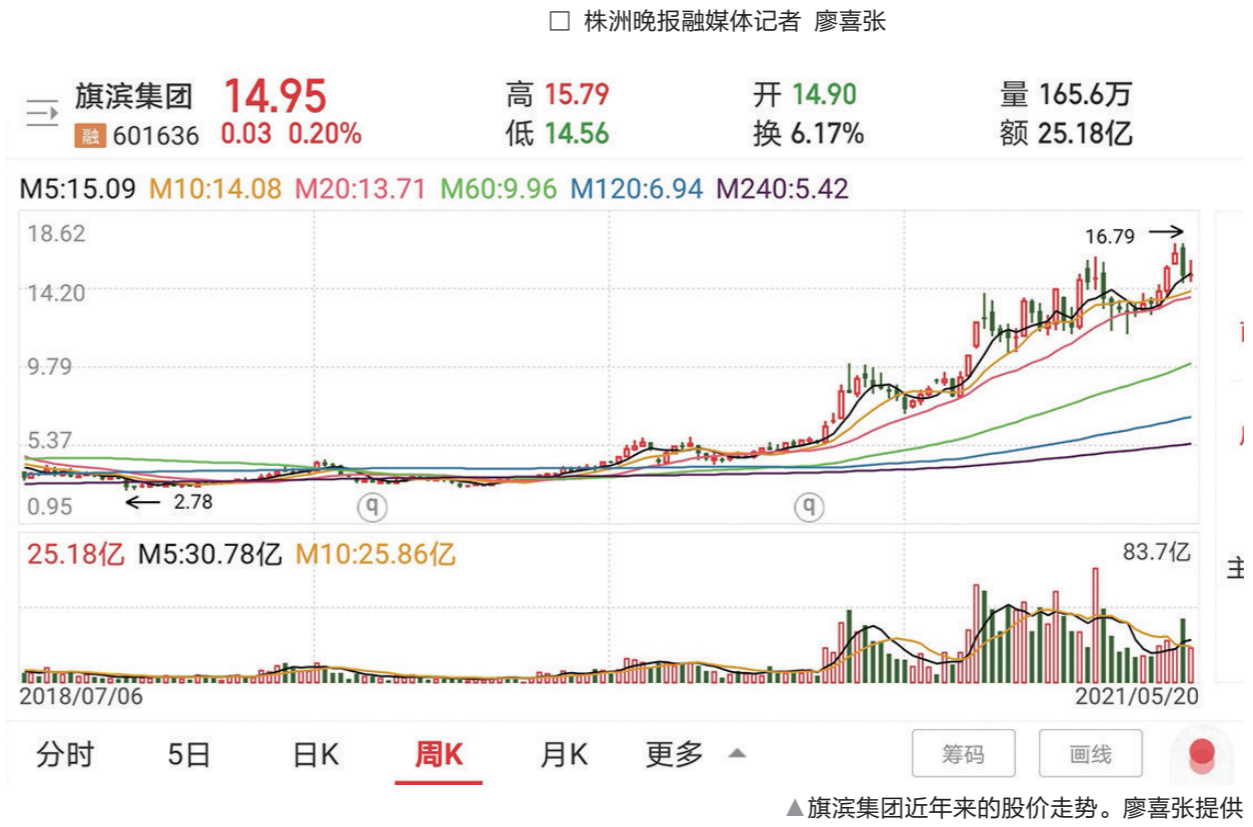 □ 株洲晚报融媒体记者 廖喜张
旗滨集团 14.95 高 15.79 开 14.90 量 165.6万
融 601636 0.03 0.20% 低 14.56 换 6.17% 额 25.18亿
M5:15.09 M10:14.08 M20:13.71 M60:9.96 M120:6.94 M240:5.42
18.62
16.79
14.20
9.79
5.37
2.78
0.95
q q
25.18亿 M5:30.78亿 M10:25.86亿 83.7亿
主
2018/07/06 2021/05/20
分时 5日 日K 周K 月K 更多 筹码 画线
▲旗滨集团近年来的股价走势。廖喜张提供